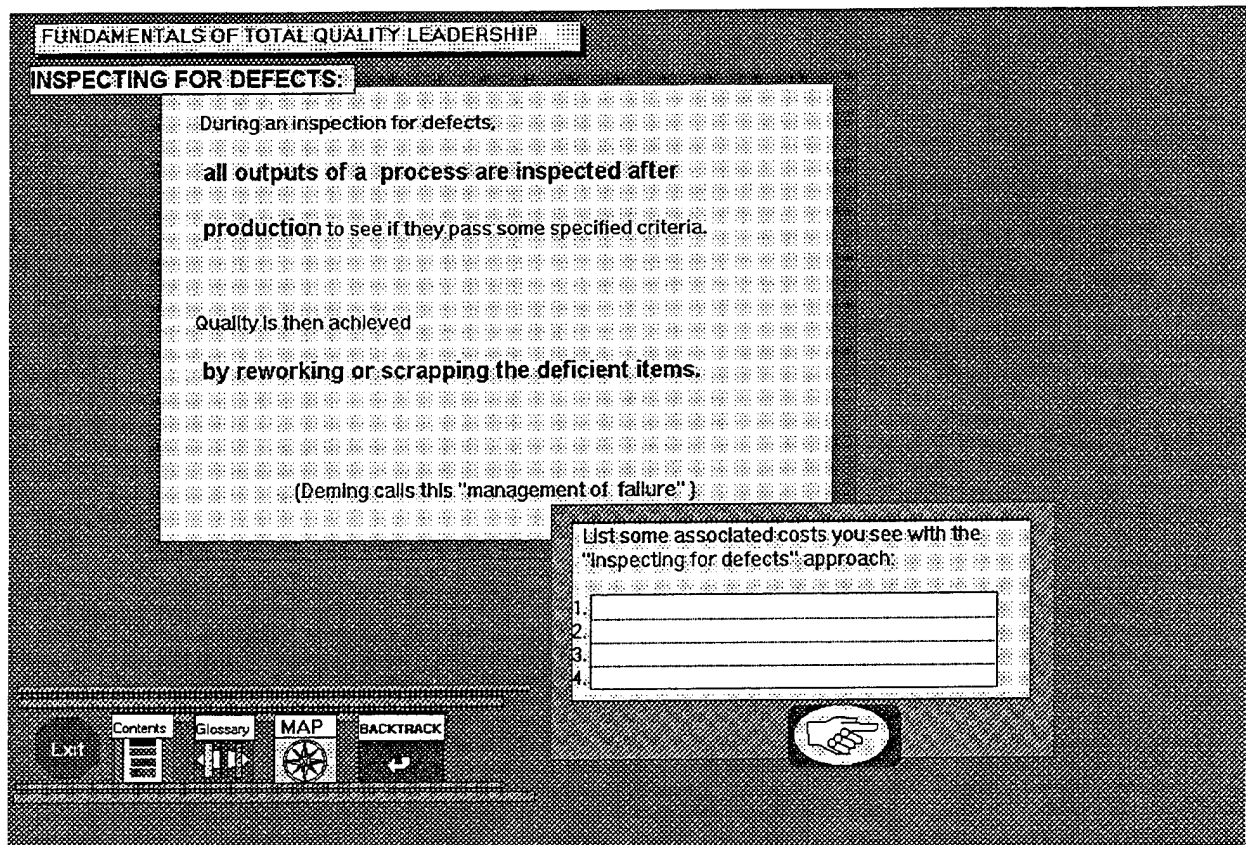 FUNDAMENTALS OF TOTAL QUALITY LEADERSHIP
INSPECTING FOR DEFECTS:
During an inspection for defects,
all outputs of a process are inspected after
production to see if they pass some specified criteria.
Quality is then achieved
by reworking or scrapping the deficient items.
(Deming calls this "management of failure")
List some associated costs you see with the
"inspecting for defects" approach:
1.
2.
3.
4.
Exit
Contents
Glossary
MAP
BACKTRACK